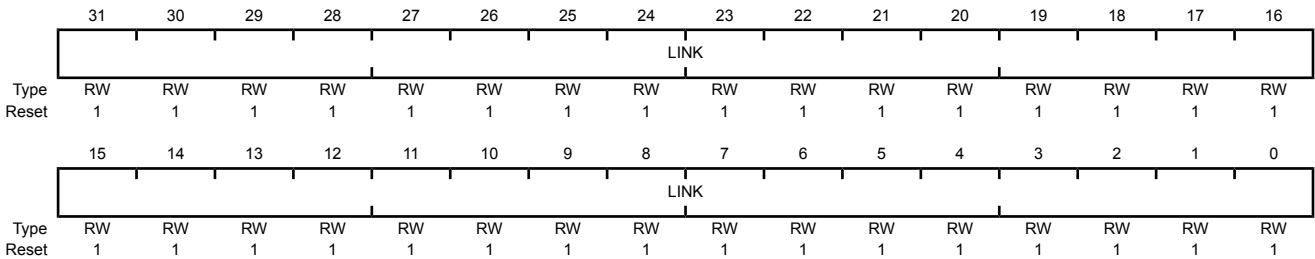 31 30 29 28 27 26 25 24 23 22 21 20 19 18 17 16
LINK
Type RW RW RW RW RW RW RW RW RW RW RW RW RW RW RW RW
Reset 1 1 1 1 1 1 1 1 1 1 1 1 1 1 1 1
15 14 13 12 11 10 9 8 7 6 5 4 3 2 1 0
LINK
Type RW RW RW RW RW RW RW RW RW RW RW RW RW RW RW RW
Reset 1 1 1 1 1 1 1 1 1 1 1 1 1 1 1 1